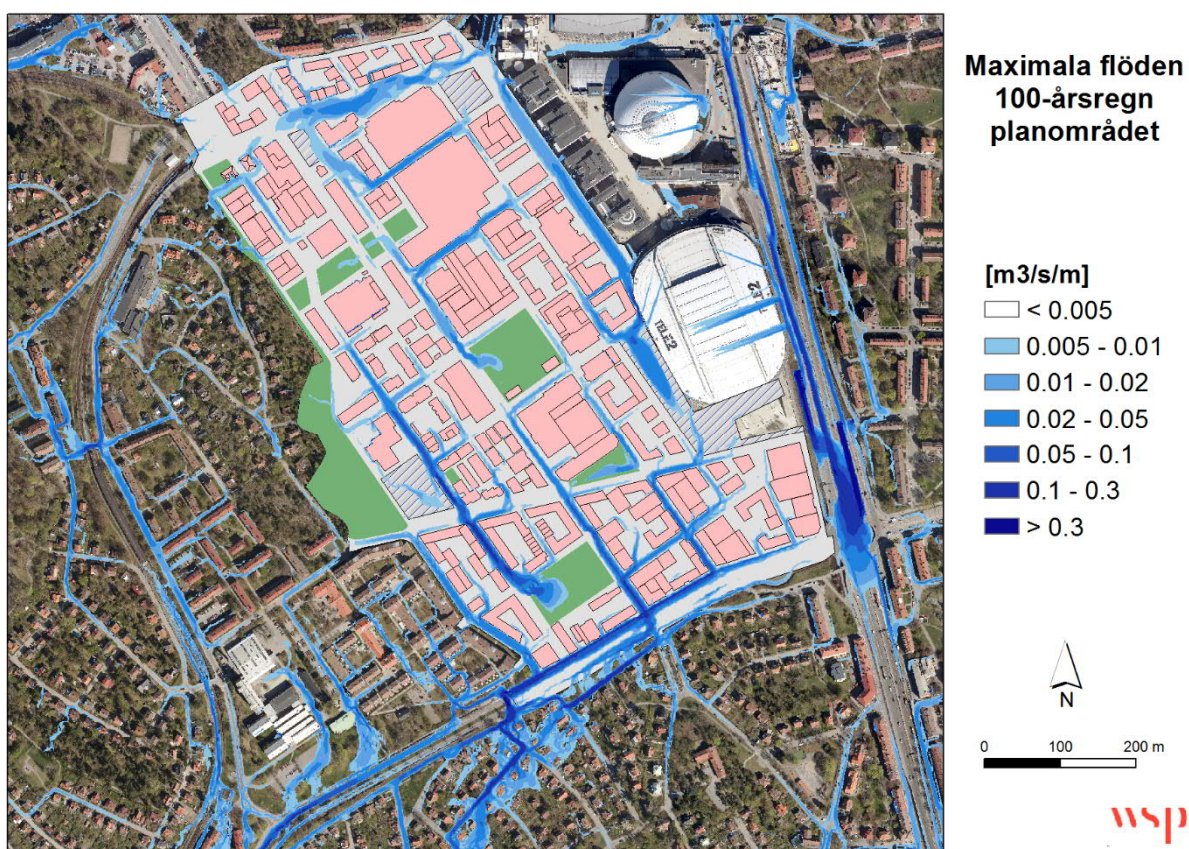 Maximala flöden
100-årsregn
planområdet
[m3/s/m]
< 0.005
0.005 - 0.01
0.01 - 0.02
0.02 - 0.05
0.05 - 0.1
0.1 - 0.3
> 0.3
N
0 100 200 m
wsp
TELE2
TELE2